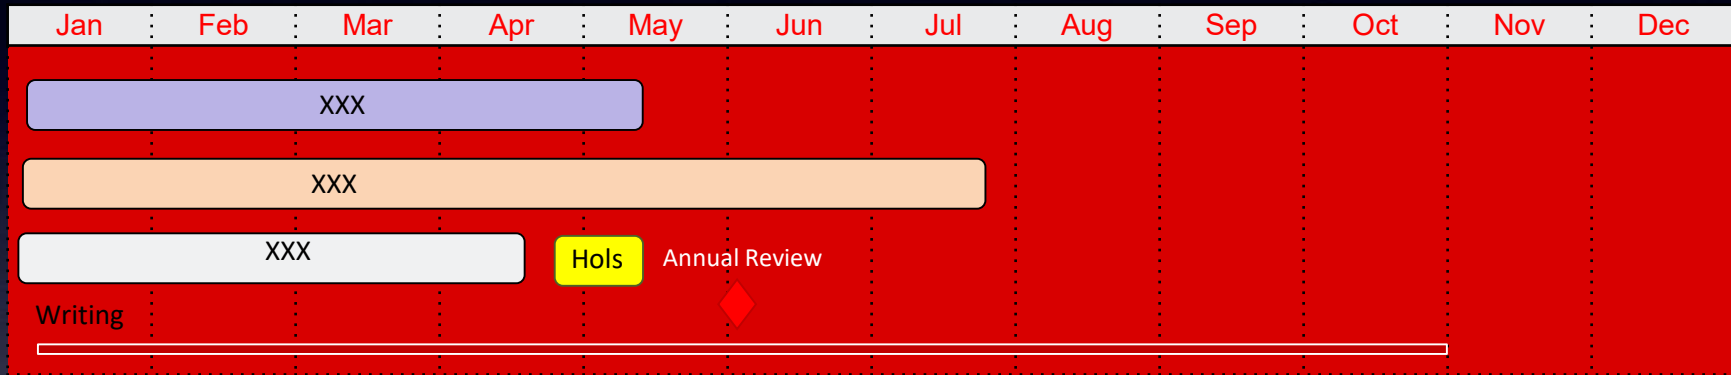 Jan Feb Mar Apr May Jun Jul Aug Sep Oct Nov Dec
XXX
XXX
XXX Hols Annual Review
Writing